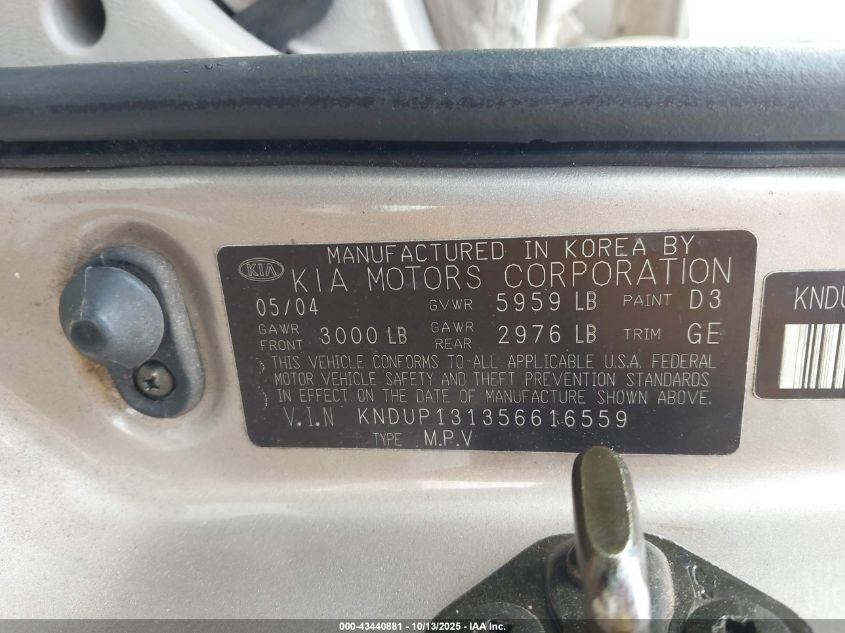 MANUFACTURED IN KOREA BY
KIA KIA MOTORS CORPORATION
05/04 GVWR 5959 LB PAINT D3
GAWR FRONT 3000 LB GAWR REAR 2976 LB TRIM GE
THIS VEHICLE CONFORMS TO ALL APPLICABLE U.S.A. FEDERAL
MOTOR VEHICLE SAFETY AND THEFT PREVENTION STANDARDS
IN EFFECT ON THE DATE OF MANUFACTURE SHOWN ABOVE.
V.I.N KNDUP131356616559
TYPE M.P.V
KNDU
000-43440881 - 10/13/2025 - IAA Inc.